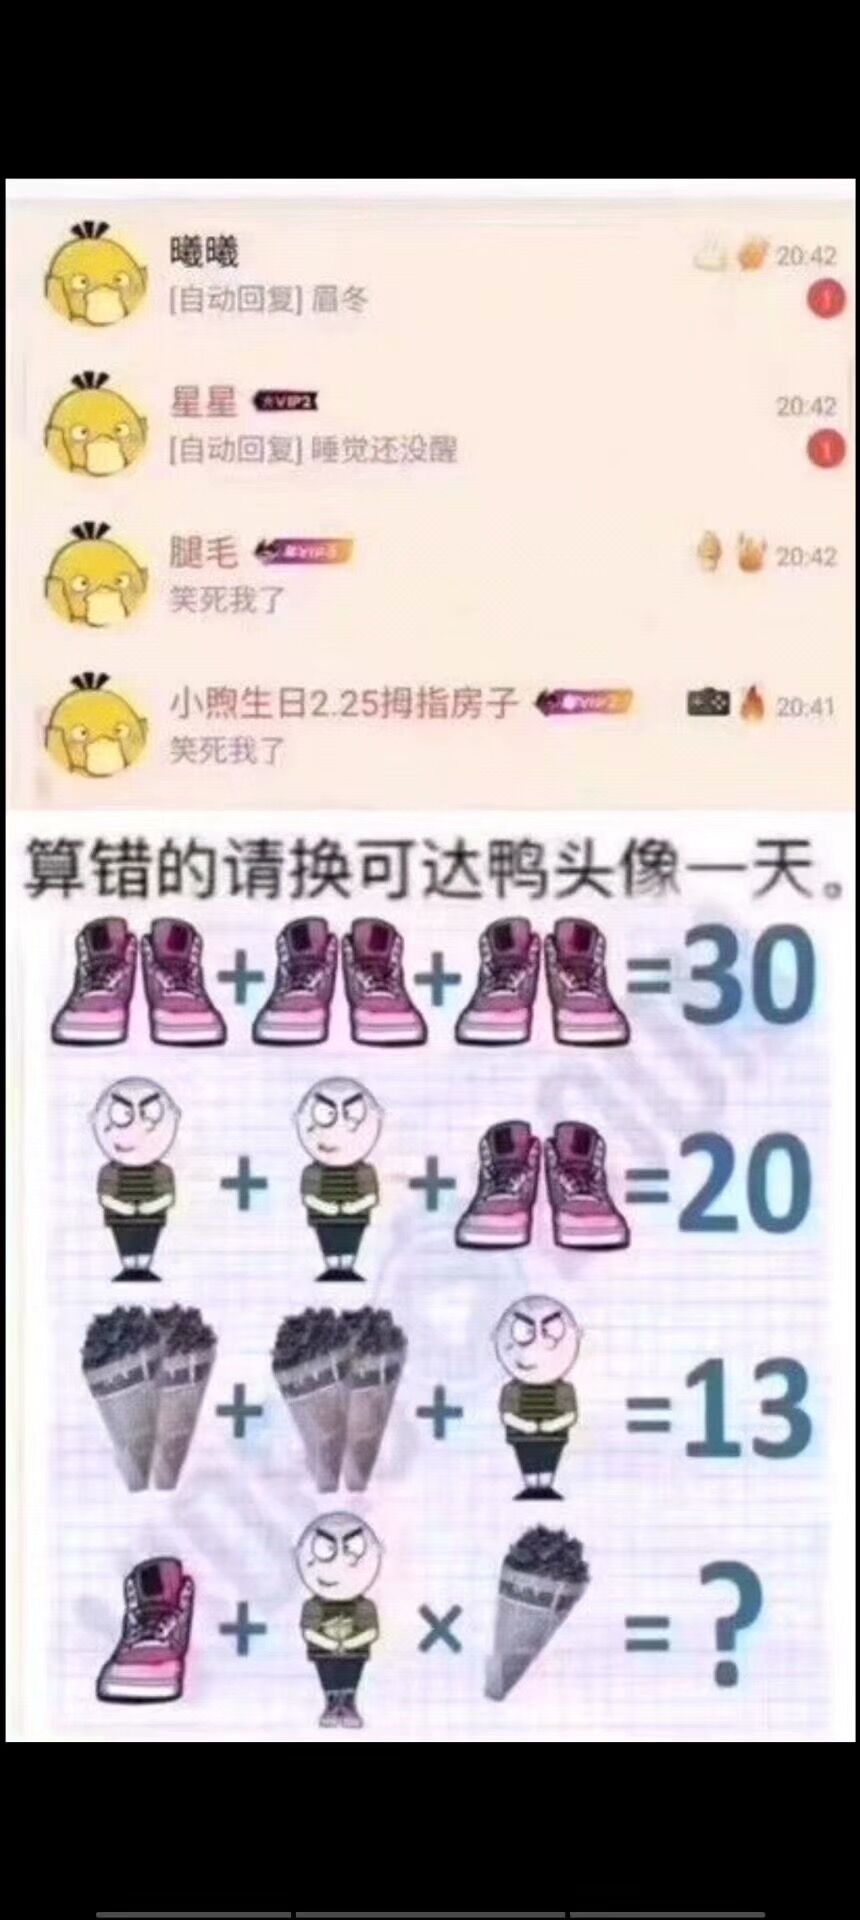 曦曦
20:42
[自动回复] 眉冬
1
星星 VIP2
20:42
[自动回复] 睡觉还没醒
1
腿毛
20:42
笑死我了
小煦生日2.25拇指房子
20:41
笑死我了
算错的请换可达鸭头像一天。
+ + =30
+ + =20
+ + =13
+ × = ?